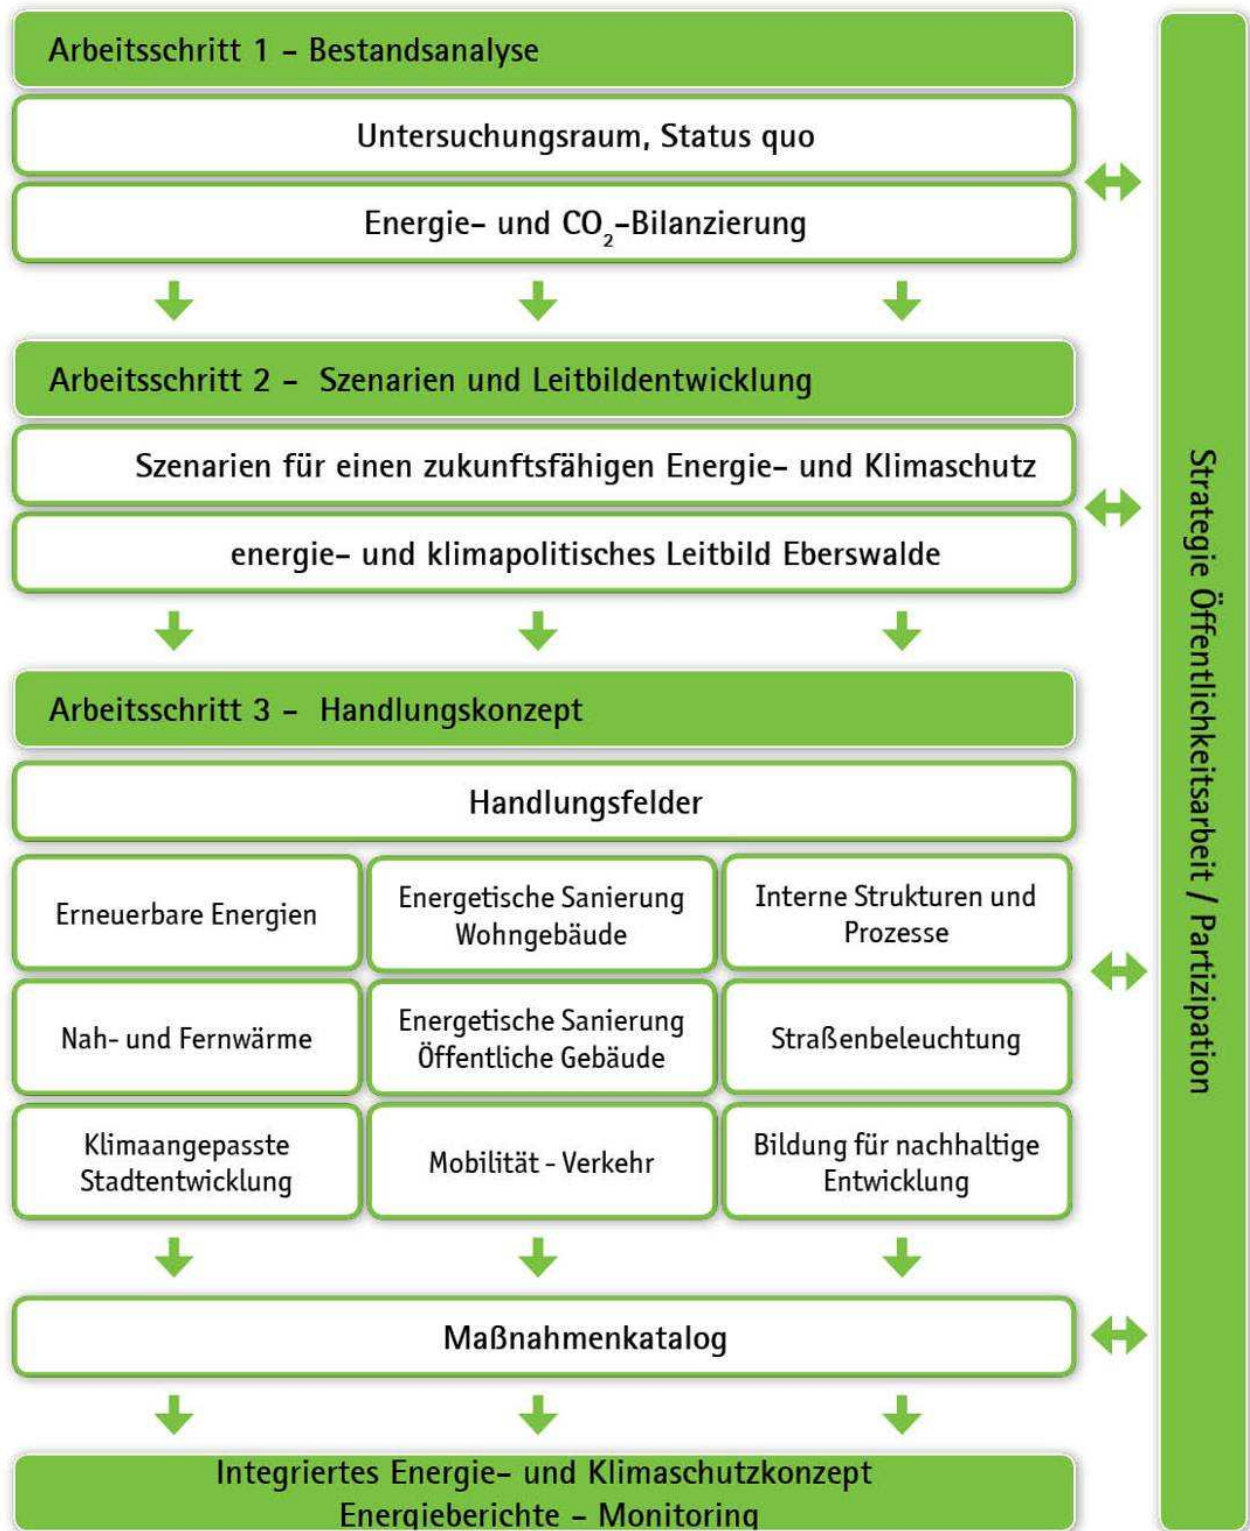 Arbeitsschritt 1 - Bestandsanalyse
Untersuchungsraum, Status quo
Energie- und CO₂-Bilanzierung
Arbeitsschritt 2 - Szenarien und Leitbildentwicklung
Szenarien für einen zukunftsfähigen Energie- und Klimaschutz
energie- und klimapolitisches Leitbild Eberswalde
Arbeitsschritt 3 - Handlungskonzept
Handlungsfelder
Erneuerbare Energien
Energetische Sanierung
Wohngebäude
Interne Strukturen und
Prozesse
Nah- und Fernwärme
Energetische Sanierung
Öffentliche Gebäude
Straßenbeleuchtung
Klimaangepasste
Stadtentwicklung
Mobilität - Verkehr
Bildung für nachhaltige
Entwicklung
Maßnahmenkatalog
Integriertes Energie- und Klimaschutzkonzept
Energieberichte - Monitoring
Strategie Öffentlichkeitsarbeit / Partizipation